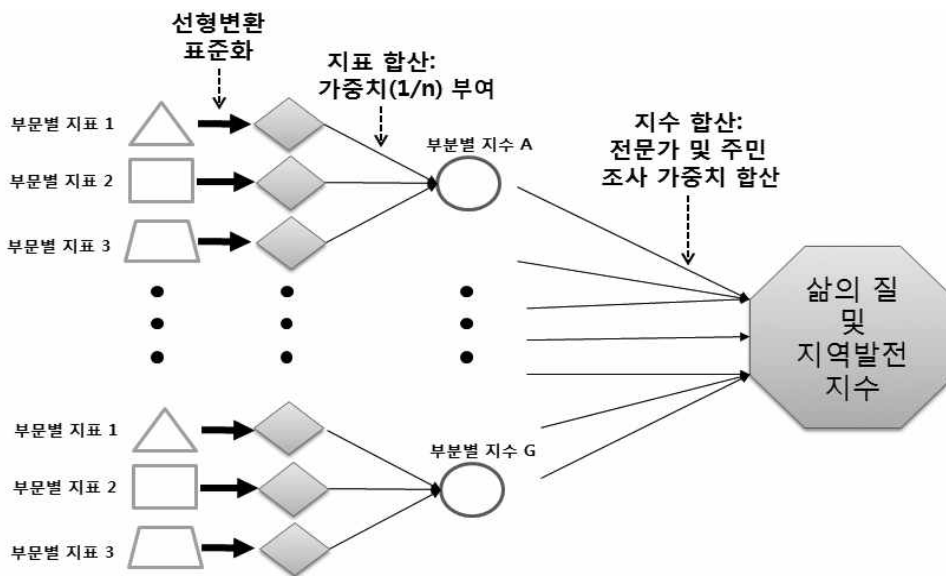 선형변환
표준화
지표 합산:
가중치(1/n) 부여
부문별 지표 1
부분별 지수 A
지수 합산:
전문가 및 주민
조사 가중치 합산
부문별 지표 2
부문별 지표 3
삶의 질
및
지역발전
지수
부문별 지표 1
부분별 지수 G
부문별 지표 2
부문별 지표 3